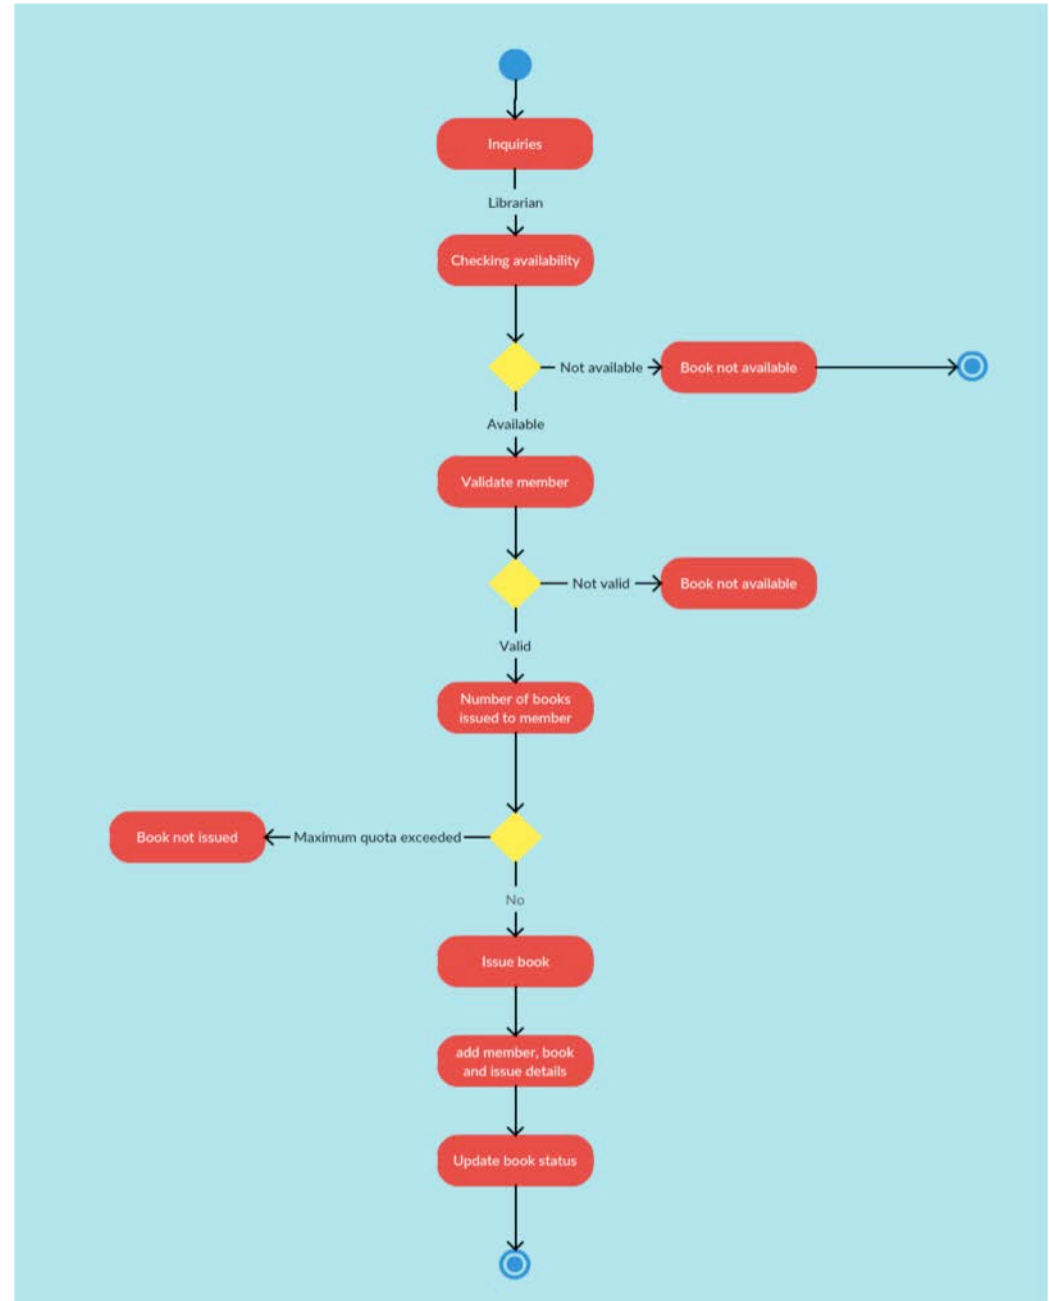 Inquiries
Librarian
Checking availability
Not available
Book not available
Available
Validate member
Not valid
Book not available
Valid
Number of books
issued to member
Book not issued
Maximum quota exceeded
No
Issue book
add member, book
and issue details
Update book status